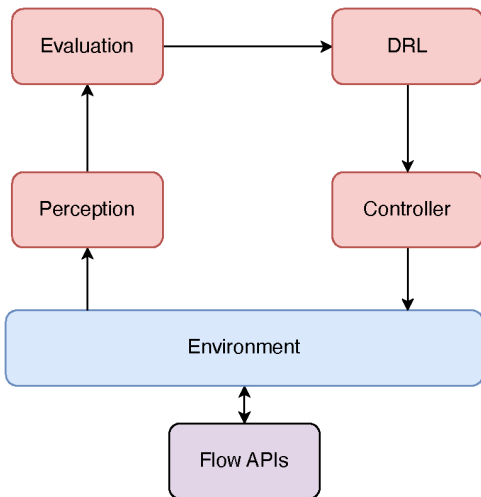 Evaluation
DRL
Perception
Controller
Environment
Flow APIs